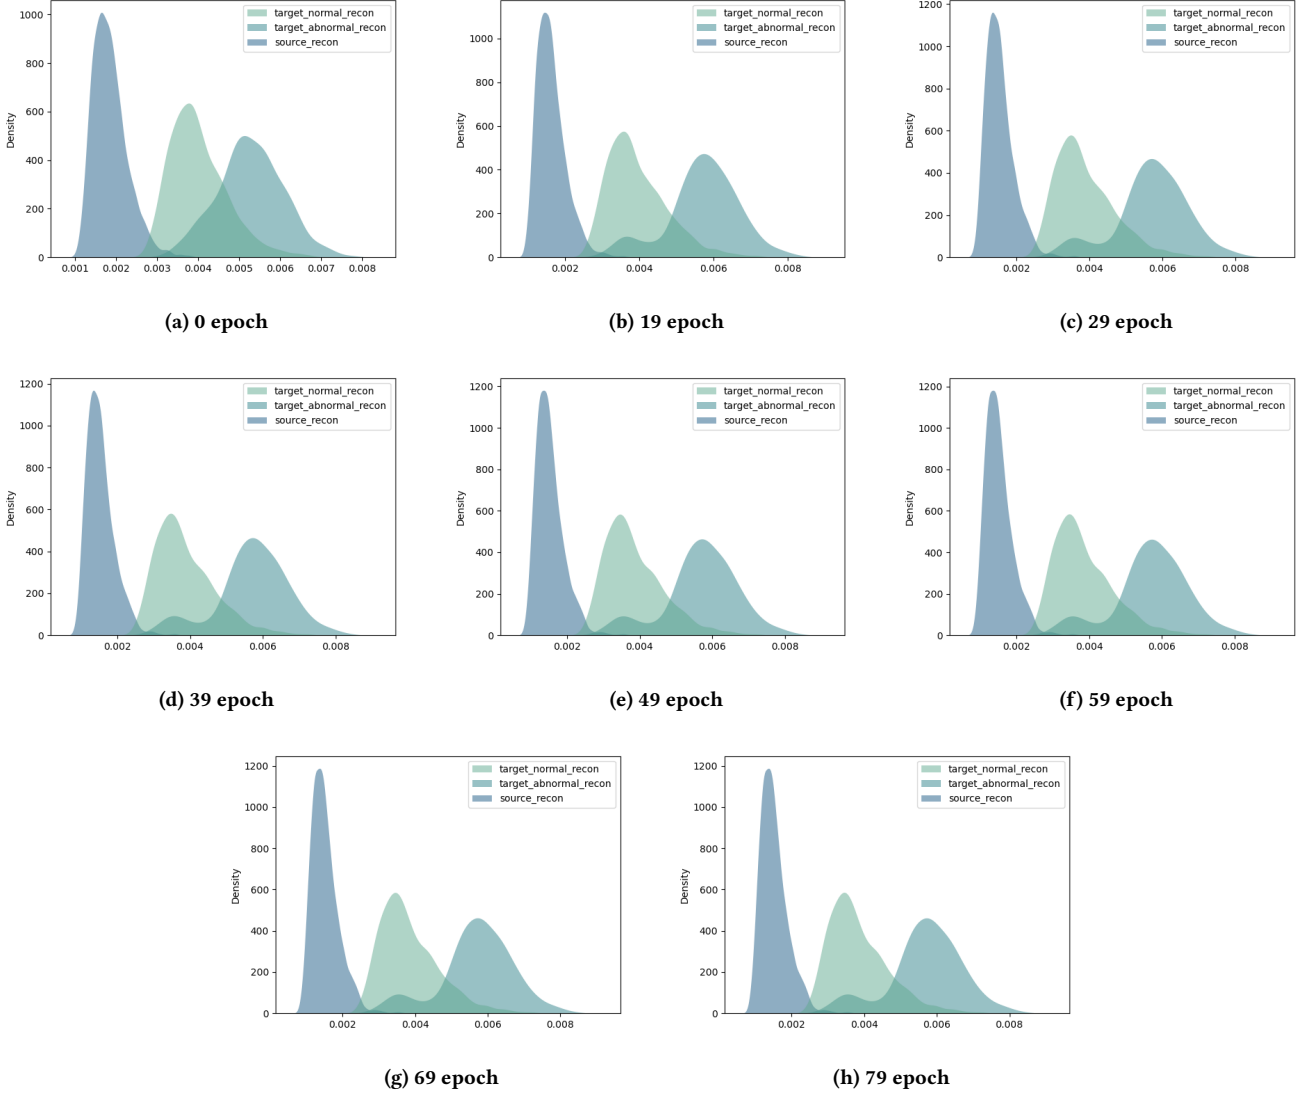 target_normal_recon
target_abnormal_recon
source_recon
Density
0
200
400
600
800
1000
0.001 0.002 0.003 0.004 0.005 0.006 0.007 0.008
(a) 0 epoch
target_normal_recon
target_abnormal_recon
source_recon
Density
0
200
400
600
800
1000
0.002 0.004 0.006 0.008
(b) 19 epoch
target_normal_recon
target_abnormal_recon
source_recon
Density
0
200
400
600
800
1000
1200
0.002 0.004 0.006 0.008
(c) 29 epoch
target_normal_recon
target_abnormal_recon
source_recon
Density
0
200
400
600
800
1000
1200
0.002 0.004 0.006 0.008
(d) 39 epoch
target_normal_recon
target_abnormal_recon
source_recon
Density
0
200
400
600
800
1000
1200
0.002 0.004 0.006 0.008
(e) 49 epoch
target_normal_recon
target_abnormal_recon
source_recon
Density
0
200
400
600
800
1000
1200
0.002 0.004 0.006 0.008
(f) 59 epoch
target_normal_recon
target_abnormal_recon
source_recon
Density
0
200
400
600
800
1000
1200
0.002 0.004 0.006 0.008
(g) 69 epoch
target_normal_recon
target_abnormal_recon
source_recon
Density
0
200
400
600
800
1000
1200
0.002 0.004 0.006 0.008
(h) 79 epoch